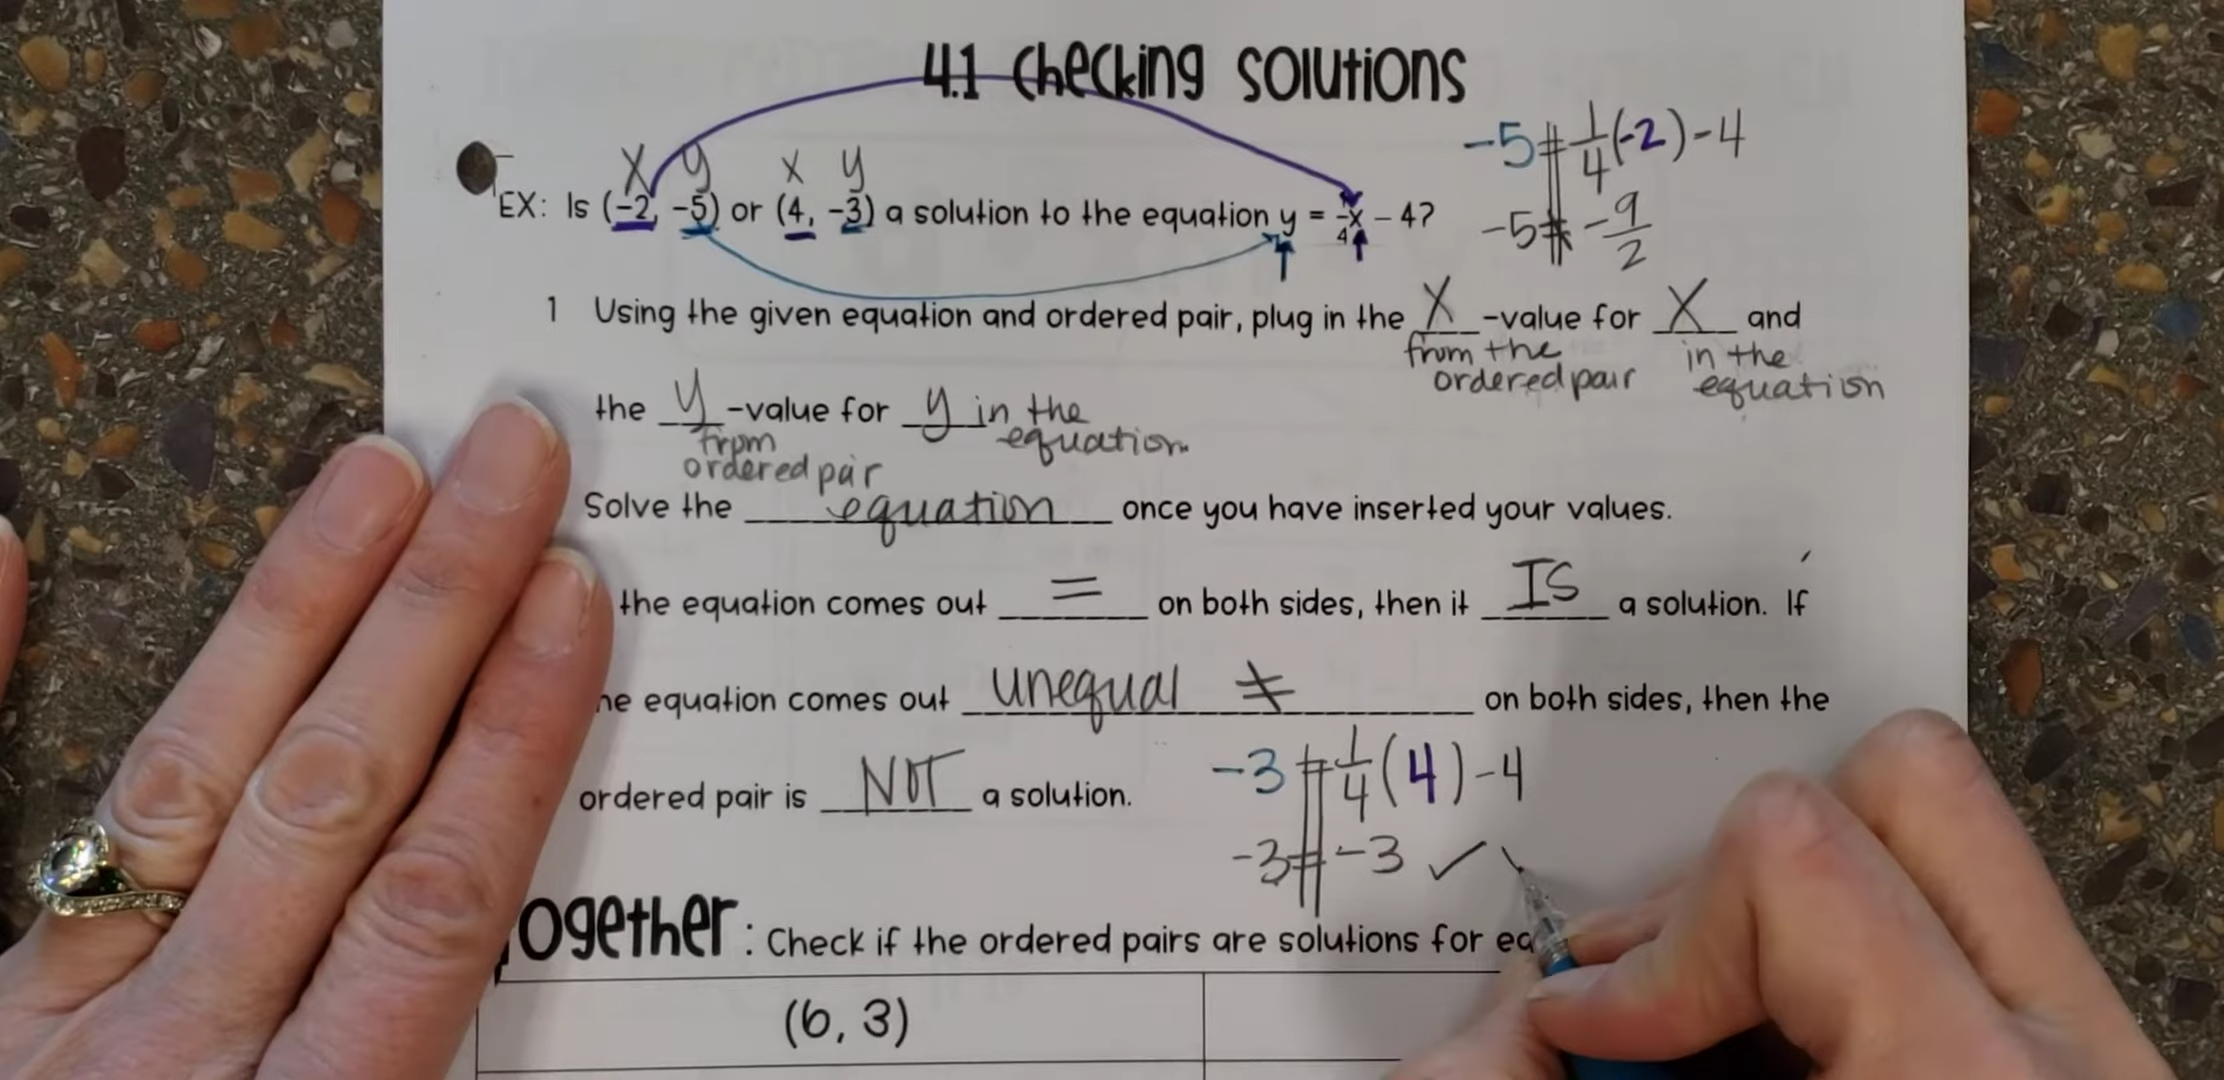 4.1 Checking Solutions
-5 = 1/4 (-2) - 4
x y x y
EX: Is (-2, -5) or (4, -3) a solution to the equation y = 1/4 x - 4?
-5 = -9/2
1 Using the given equation and ordered pair, plug in the x -value for x and
from the ordered pair in the equation
the y -value for y in the equation.
from ordered pair
Solve the equation once you have inserted your values.
the equation comes out = on both sides, then it IS a solution. If
equation comes out unequal ≠ on both sides, then the
ordered pair is NOT a solution.
-3 = 1/4 (4) - 4
-3 = -3 ✓
ogether: Check if the ordered pairs are solutions for
(6, 3)